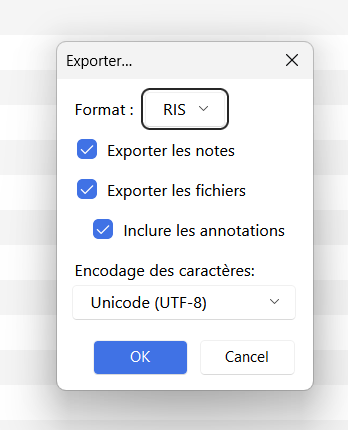 Exporter...
Format : RIS
Exporter les notes
Exporter les fichiers
Inclure les annotations
Encodage des caractères:
Unicode (UTF-8)
OK Cancel